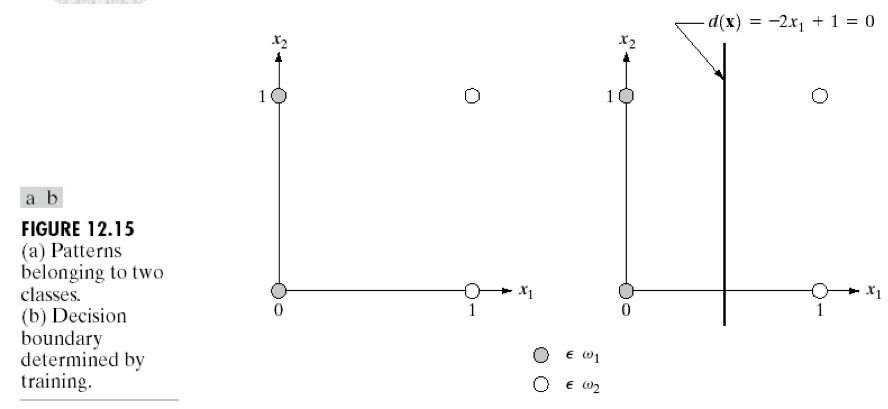 a b
FIGURE 12.15
(a) Patterns
belonging to two
classes.
(b) Decision
boundary
determined by
training.
x₂
1
0
1
x₁
d(x) = −2x₁ + 1 = 0
x₂
1
0
1
x₁
ϵ ω₁
ϵ ω₂